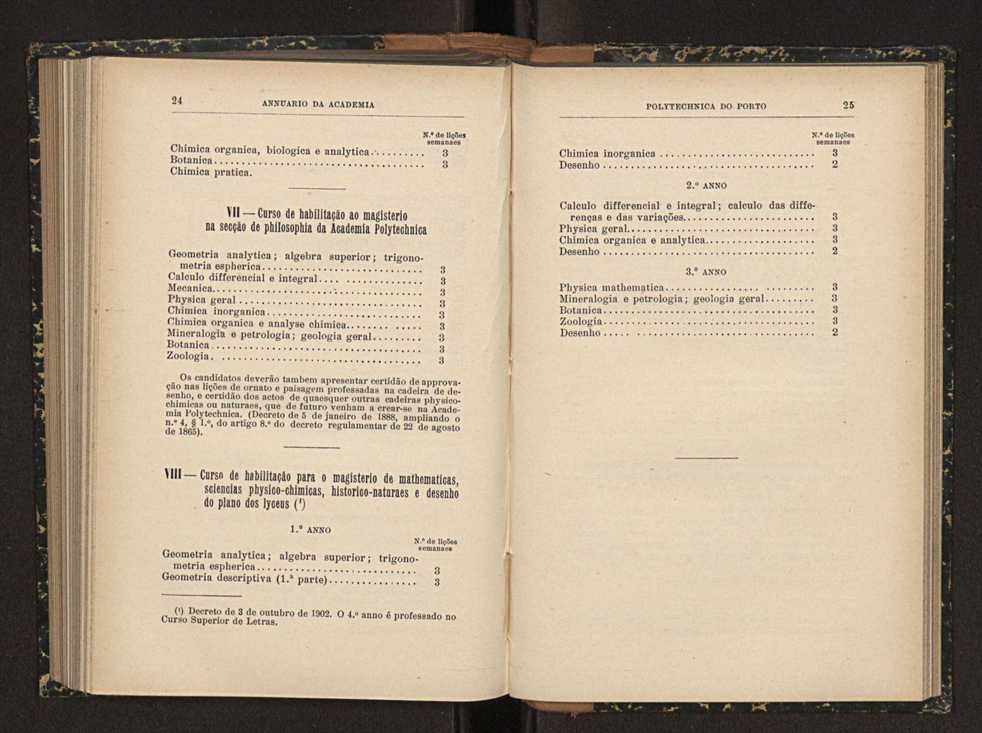 24 ANNUARIO DA ACADEMIA
N.º de lições
semanaes
Chimica organica, biologica e analytica.......... 3
Botanica....................................... 3
Chimica pratica.
VII — Curso de habilitação ao magisterio
na secção de philosophia da Academia Polytechnica
Geometria analytica; algebra superior; trigono-
metria espherica............................. 3
Calculo differencial e integral.... .............. 3
Mecanica....................................... 3
Physica geral.................................. 3
Chimica inorganica............................. 3
Chimica organica e analyse chimica........ ..... 3
Mineralogia e petrologia; geologia geral......... 3
Botanica....................................... 3
Zoologia. ..................................... 3
Os candidatos deverão tambem apresentar certidão de approva-
ção nas lições de ornato e paisagem professadas na cadeira de de-
senho, e certidão dos actos de quaesquer outras cadeiras physico-
chimicas ou naturaes, que de futuro venham a crear-se na Acade-
mia Polytechnica. (Decreto de 5 de janeiro de 1888, ampliando o
n.º 4, § 1.º, do artigo 8.º do decreto regulamentar de 22 de agosto
de 1865).
VIII — Curso de habilitação para o magisterio de mathematicas,
sciencias physico-chimicas, historico-naturaes e desenho
do plano dos lyceus (¹)
1.º ANNO
N.º de lições
semanaes
Geometria analytica; algebra superior; trigono-
metria espherica............................. 3
Geometria descriptiva (1.ª parte)................ 3
(¹) Decreto de 3 de outubro de 1902. O 4.º anno é professado no
Curso Superior de Letras.
POLYTECHNICA DO PORTO 25
N.º de lições
semanaes
Chimica inorganica............................. 3
Desenho........................................ 2
2.º ANNO
Calculo differencial e integral; calculo das diffe-
renças e das variações........................ 3
Physica geral................................... 3
Chimica organica e analytica.................... 3
Desenho........................................ 2
3.º ANNO
Physica mathematica................. ......... 3
Mineralogia e petrologia; geologia geral......... 3
Botanica....................................... 3
Zoologia....................................... 3
Desenho........................................ 2